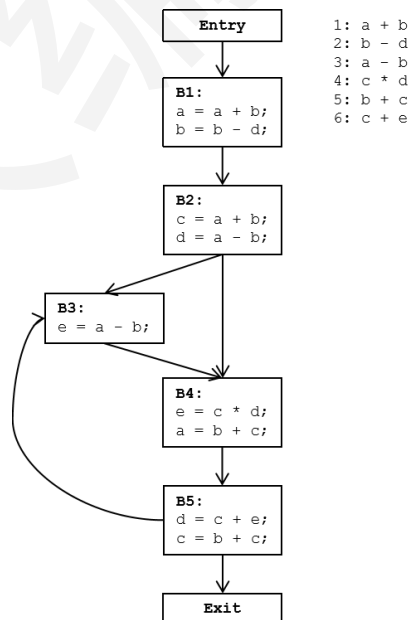 Entry
1: a + b
2: b - d
3: a - b
4: c * d
5: b + c
6: c + e
B1:
a = a + b;
b = b - d;
B2:
c = a + b;
d = a - b;
B3:
e = a - b;
B4:
e = c * d;
a = b + c;
B5:
d = c + e;
c = b + c;
Exit